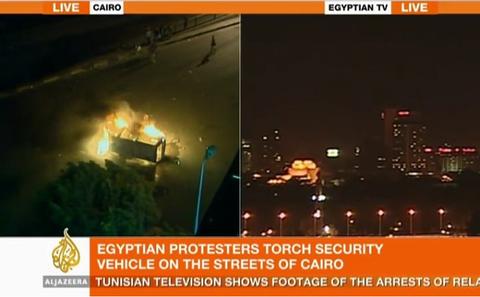 LIVE CAIRO
EGYPTIAN TV LIVE
EGYPTIAN PROTESTERS TORCH SECURITY
VEHICLE ON THE STREETS OF CAIRO
ALJAZEERA
TUNISIAN TELEVISION SHOWS FOOTAGE OF THE ARRESTS OF RELA